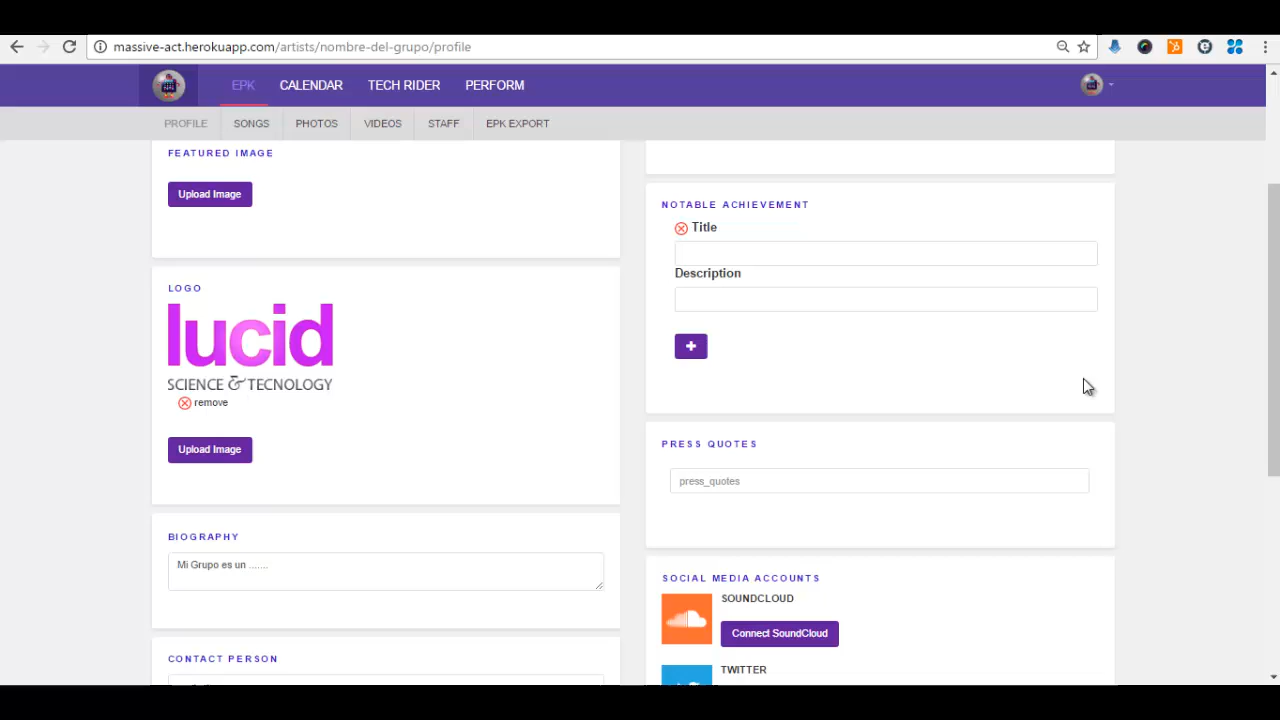 massive-act.herokuapp.com/artists/nombre-del-grupo/profile
EPK
CALENDAR
TECH RIDER
PERFORM
PROFILE
SONGS
PHOTOS
VIDEOS
STAFF
EPK EXPORT
FEATURED IMAGE
Upload Image
LOGO
lucid
SCIENCE & TECNOLOGY
remove
Upload Image
BIOGRAPHY
Mi Grupo es un .......
CONTACT PERSON
NOTABLE ACHIEVEMENT
Title
Description
PRESS QUOTES
press_quotes
SOCIAL MEDIA ACCOUNTS
SOUNDCLOUD
Connect SoundCloud
TWITTER